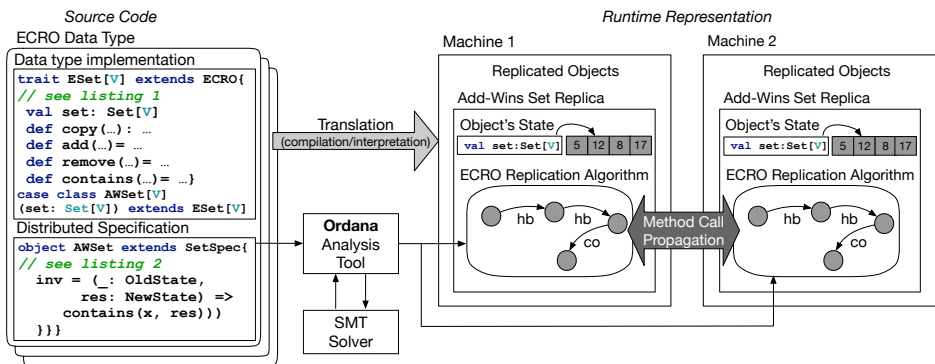 Source Code
Runtime Representation
ECRO Data Type
Data type implementation
trait ESet[V] extends ECRO{
// see listing 1
val set: Set[V]
def copy(…): …
def add(…)= …
def remove(…)= …
def contains(…)= …}
case class AWSet[V]
(set: Set[V]) extends ESet[V]
Distributed Specification
object AWSet extends SetSpec{
// see listing 2
inv = (_: OldState,
res: NewState) =>
contains(x, res)))
}}}
Translation
(compilation/interpretation)
Ordana
Analysis
Tool
SMT
Solver
Machine 1
Replicated Objects
Add-Wins Set Replica
Object's State
val set:Set[V]
5 12 8 17
ECRO Replication Algorithm
hb
hb
co
Method Call
Propagation
Machine 2
Replicated Objects
Add-Wins Set Replica
Object's State
val set:Set[V]
5 12 8 17
ECRO Replication Algorithm
hb
hb
co